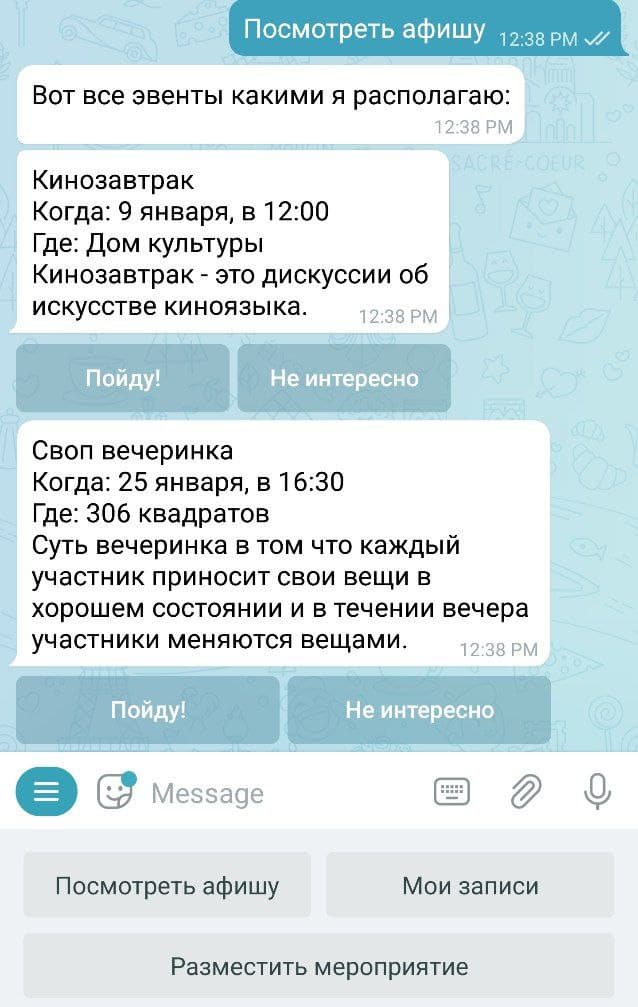 Посмотреть афишу 12:38 PM
Вот все эвенты какими я располагаю:
12:38 PM
SACRÉ-COEUR
Кинозавтрак
Когда: 9 января, в 12:00
Где: Дом культуры
Кинозавтрак - это дискуссии об
искусстве киноязыка. 12:38 PM
Пойду! Не интересно
Своп вечеринка
Когда: 25 января, в 16:30
Где: 306 квадратов
Суть вечеринка в том что каждый
участник приносит свои вещи в
хорошем состоянии и в течении вечера
участники меняются вещами. 12:38 PM
Пойду! Не интересно
Message
Посмотреть афишу Мои записи
Разместить мероприятие